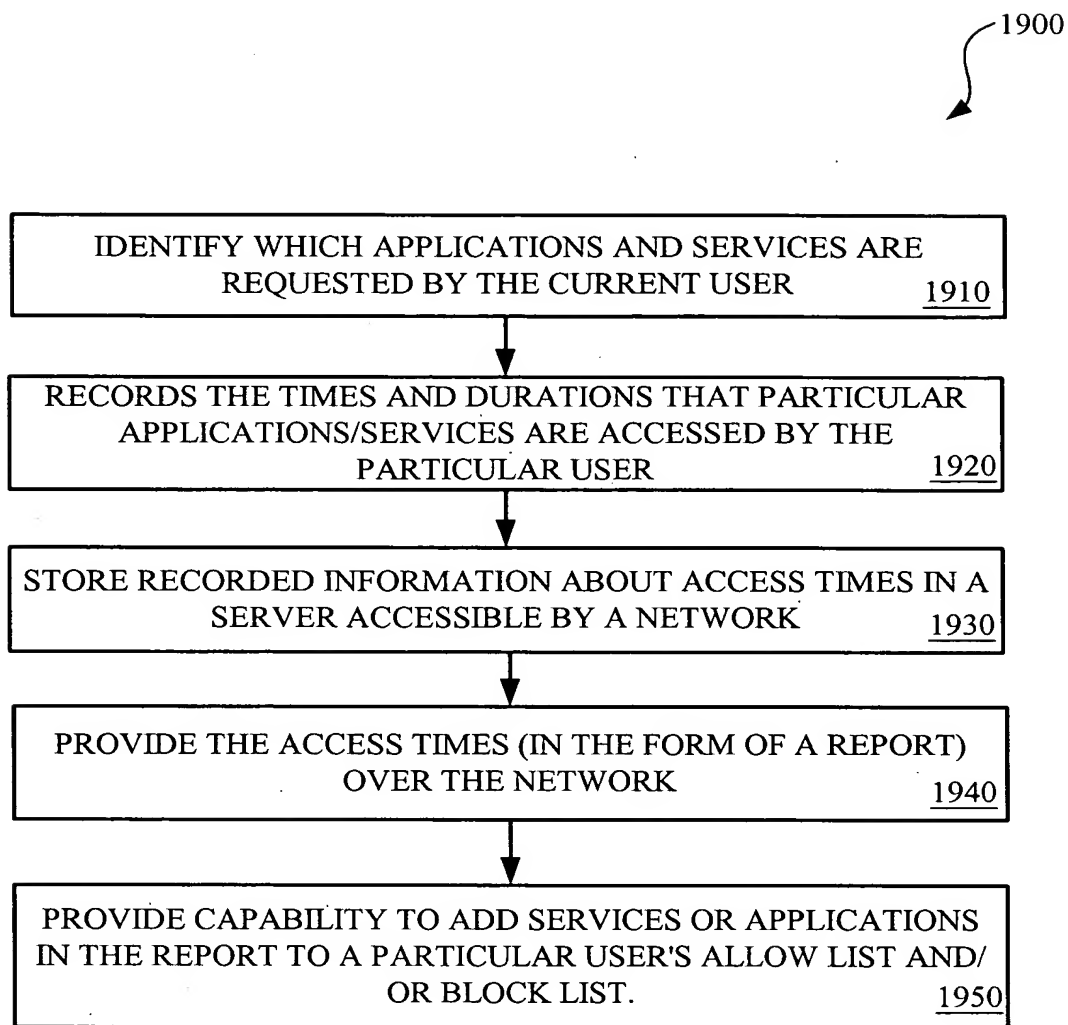 1900
IDENTIFY WHICH APPLICATIONS AND SERVICES ARE
REQUESTED BY THE CURRENT USER
1910
RECORDS THE TIMES AND DURATIONS THAT PARTICULAR
APPLICATIONS/SERVICES ARE ACCESSED BY THE
PARTICULAR USER
1920
STORE RECORDED INFORMATION ABOUT ACCESS TIMES IN A
SERVER ACCESSIBLE BY A NETWORK
1930
PROVIDE THE ACCESS TIMES (IN THE FORM OF A REPORT)
OVER THE NETWORK
1940
PROVIDE CAPABILITY TO ADD SERVICES OR APPLICATIONS
IN THE REPORT TO A PARTICULAR USER'S ALLOW LIST AND/
OR BLOCK LIST.
1950